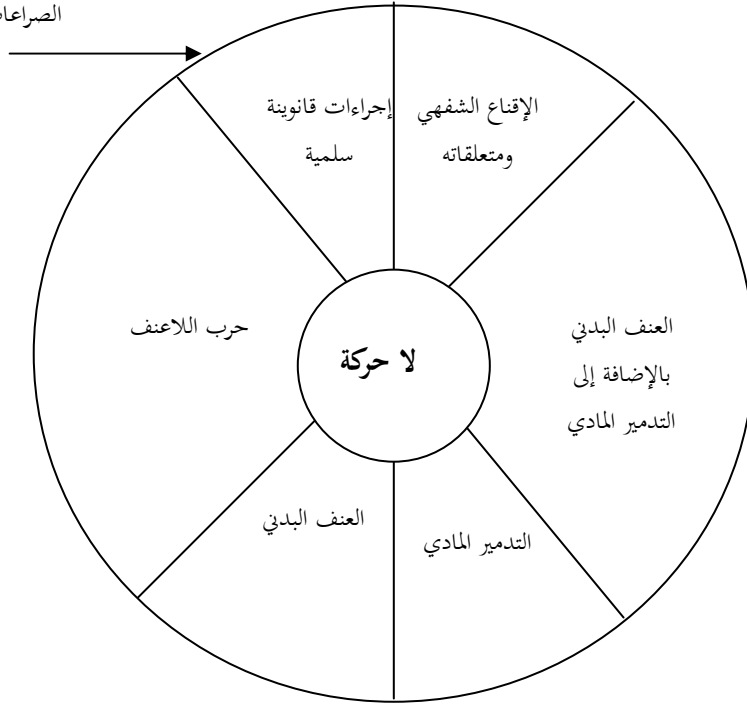 الإقناع الشفهي
ومتعلقاته
إجراءات قانوينة
سلمية
العنف البدني
بالإضافة إلى
التدمير المادي
حرب اللاعنف
لا حركة
العنف البدني
التدمير المادي